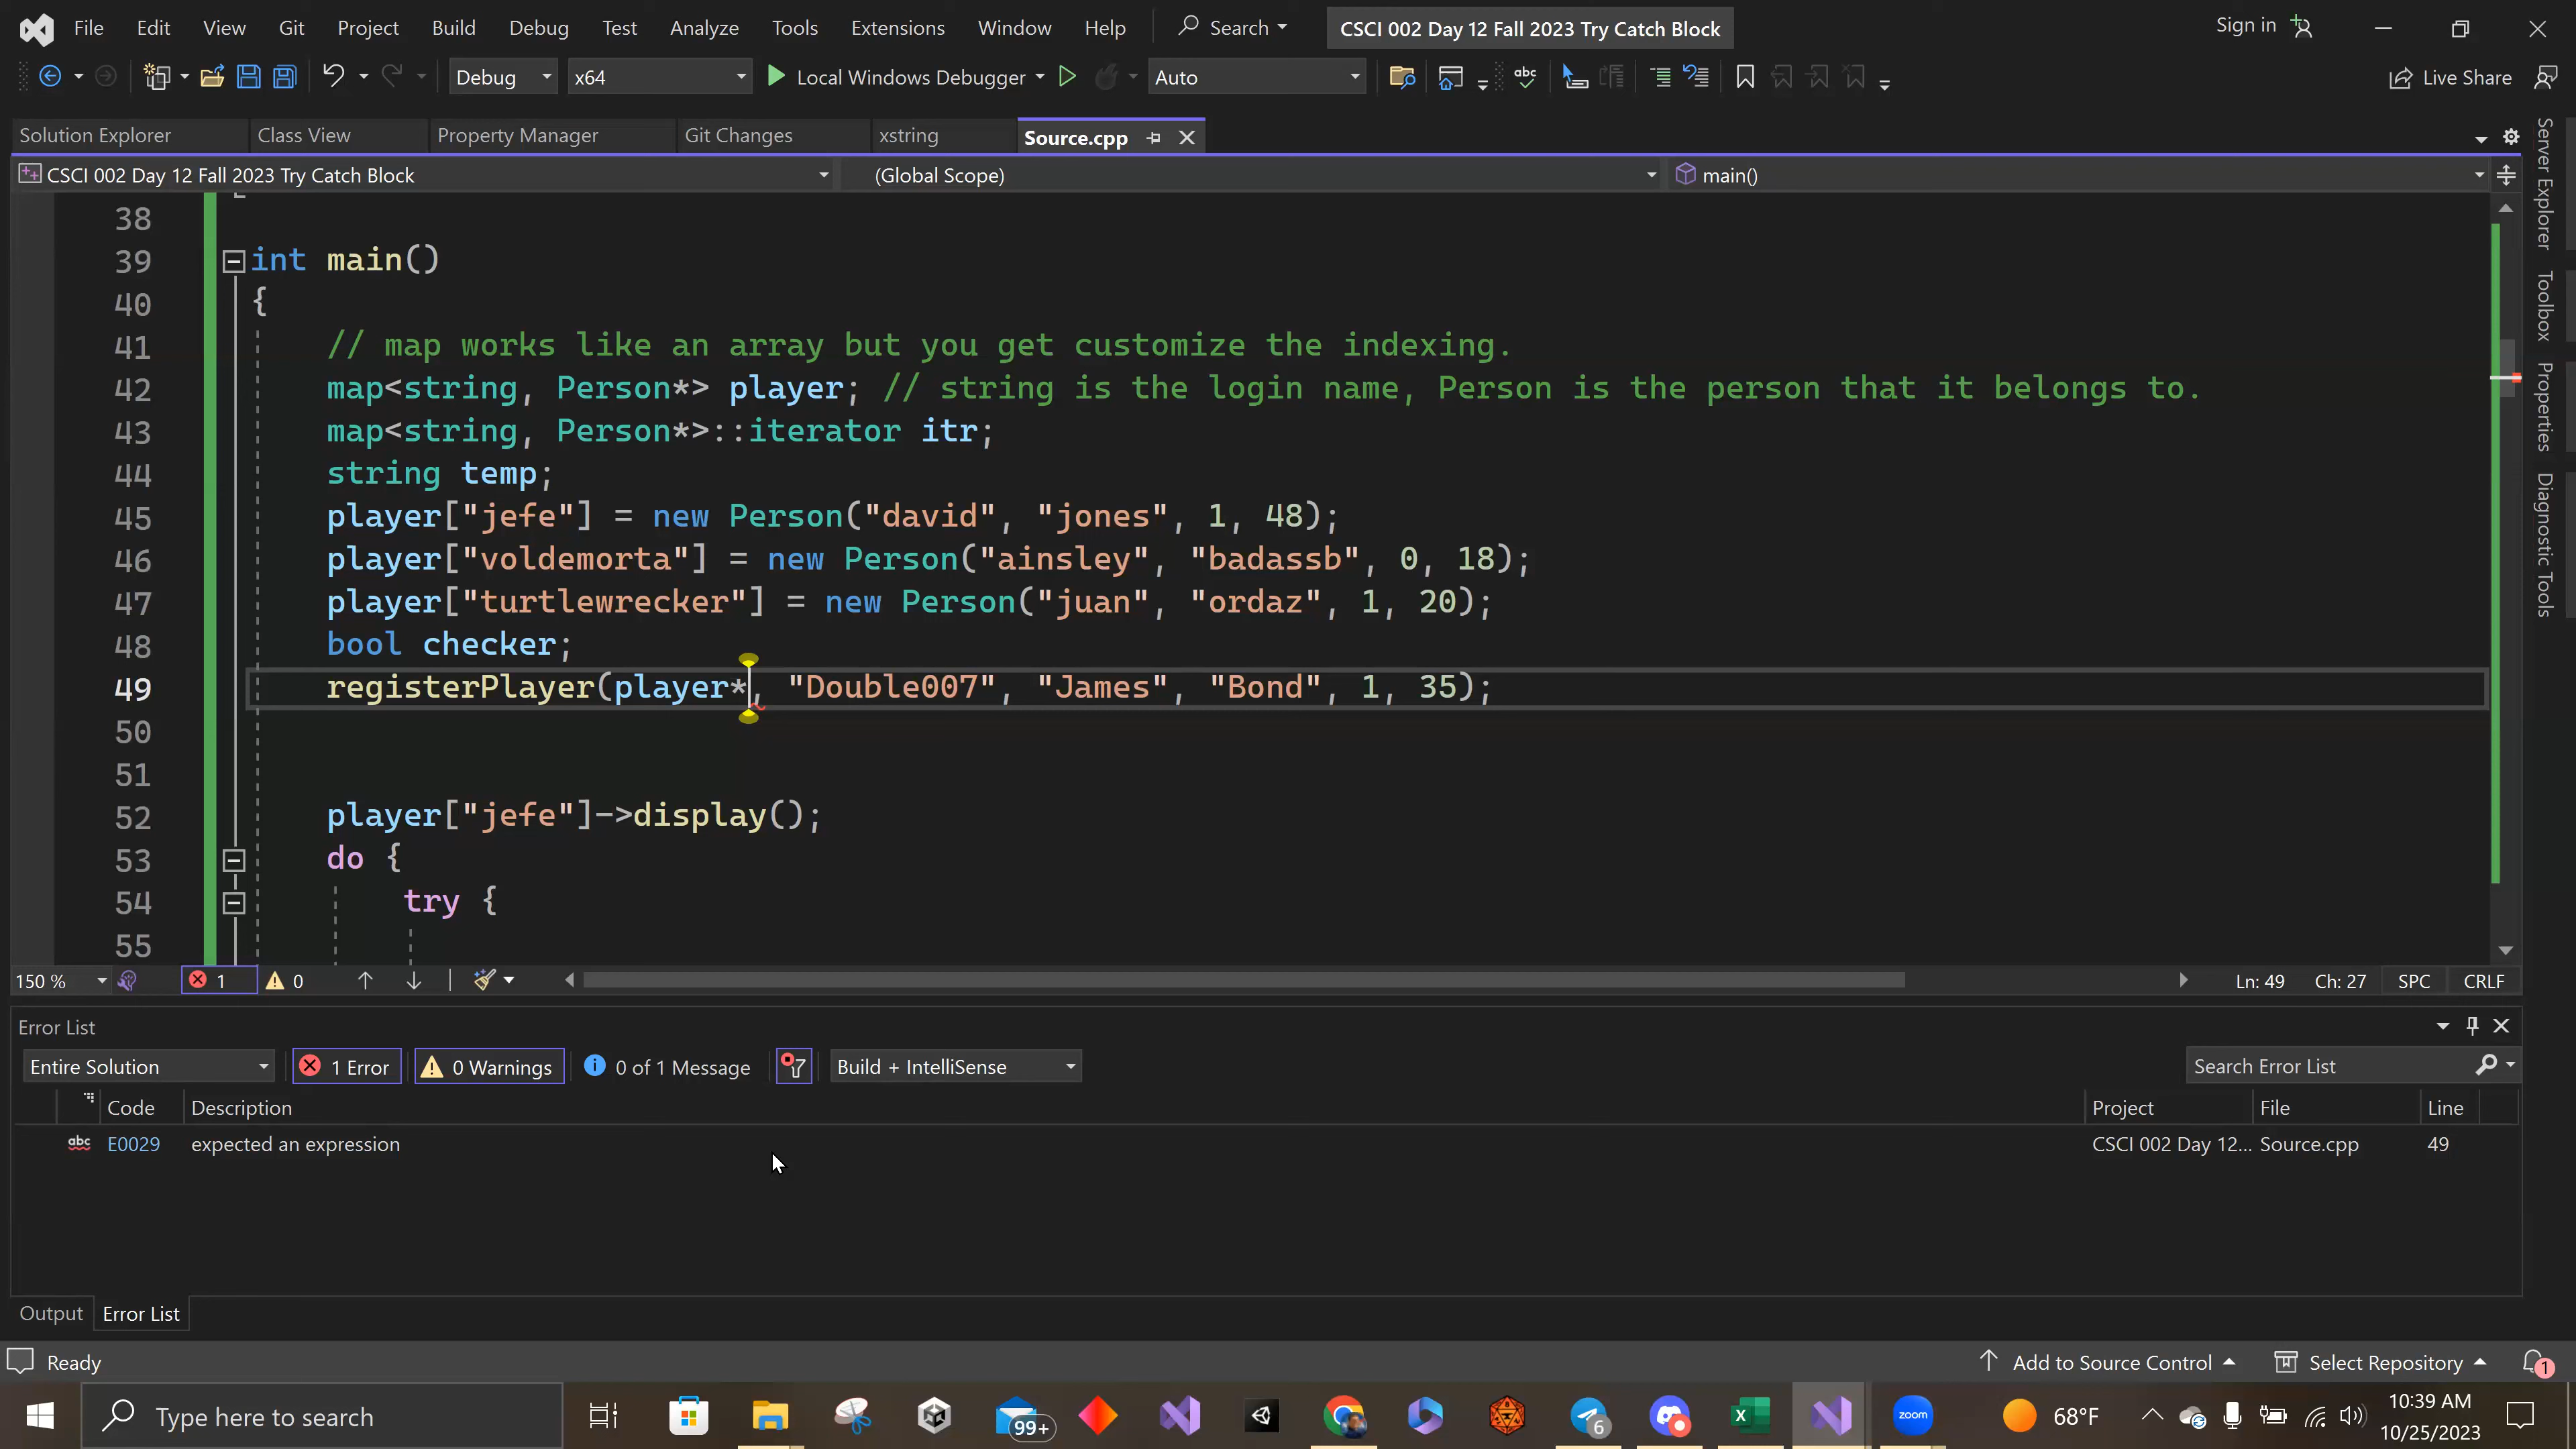 File Edit View Git Project Build Debug Test Analyze Tools Extensions Window Help Search CSCI 002 Day 12 Fall 2023 Try Catch Block Sign in
Debug x64 Local Windows Debugger Auto abc Live Share
Solution Explorer Class View Property Manager Git Changes xstring Source.cpp
CSCI 002 Day 12 Fall 2023 Try Catch Block (Global Scope) main()
38
39 int main()
40 {
41 // map works like an array but you get customize the indexing.
42 map<string, Person*> player; // string is the login name, Person is the person that it belongs to.
43 map<string, Person*>::iterator itr;
44 string temp;
45 player["jefe"] = new Person("david", "jones", 1, 48);
46 player["voldemorta"] = new Person("ainsley", "badassb", 0, 18);
47 player["turtlewrecker"] = new Person("juan", "ordaz", 1, 20);
48 bool checker;
49 registerPlayer(player*, "Double007", "James", "Bond", 1, 35);
50
51
52 player["jefe"]->display();
53 do {
54 try {
55
Server Explorer
Toolbox
Properties
Diagnostic Tools
150 % 1 0 Ln: 49 Ch: 27 SPC CRLF
Error List
Entire Solution 1 Error 0 Warnings 0 of 1 Message Build + IntelliSense Search Error List
Code Description Project File Line
abc E0029 expected an expression CSCI 002 Day 12... Source.cpp 49
Output Error List
Ready Add to Source Control Select Repository 1
Type here to search 99+ 6 zoom 68°F 10:39 AM
10/25/2023